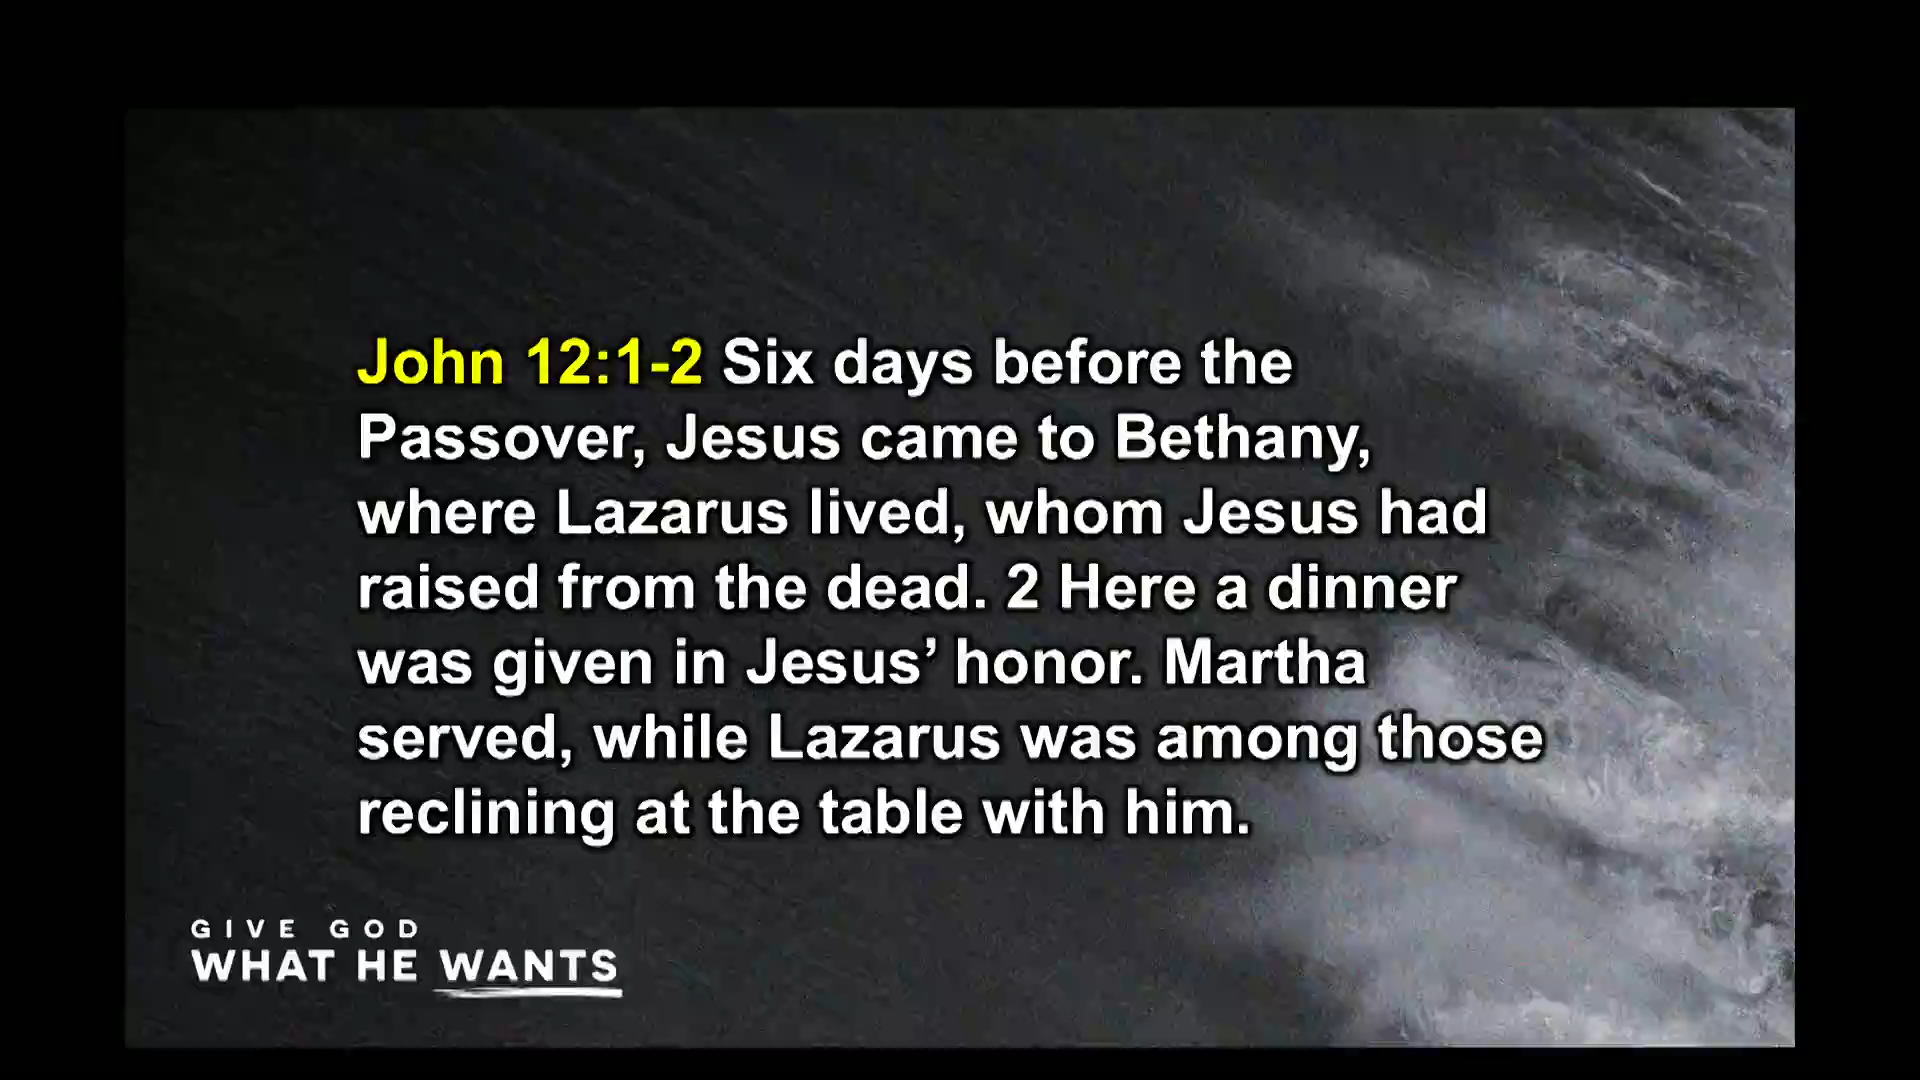 John 12:1-2 Six days before the
Passover, Jesus came to Bethany,
where Lazarus lived, whom Jesus had
raised from the dead. 2 Here a dinner
was given in Jesus’ honor. Martha
served, while Lazarus was among those
reclining at the table with him.
GIVE GOD
WHAT HE WANTS